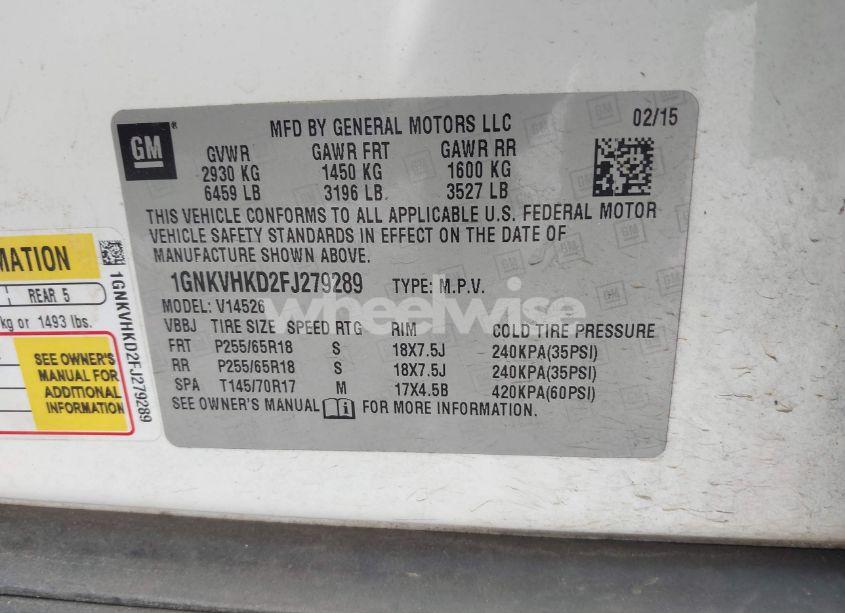 GM
MFD BY GENERAL MOTORS LLC
02/15
GVWR GAWR FRT GAWR RR
2930 KG 1450 KG 1600 KG
6459 LB 3196 LB 3527 LB
THIS VEHICLE CONFORMS TO ALL APPLICABLE U.S. FEDERAL MOTOR
VEHICLE SAFETY STANDARDS IN EFFECT ON THE DATE OF
MANUFACTURE SHOWN ABOVE.
1GNKVHKD2FJ279289 TYPE: M.P.V.
MODEL: V14526
VBBJ TIRE SIZE SPEED RTG RIM COLD TIRE PRESSURE
FRT P255/65R18 S 18X7.5J 240KPA(35PSI)
RR P255/65R18 S 18X7.5J 240KPA(35PSI)
SPA T145/70R17 M 17X4.5B 420KPA(60PSI)
SEE OWNER'S MANUAL FOR MORE INFORMATION.
MATION
REAR 5
kg or 1493 lbs.
SEE OWNER'S
MANUAL FOR
ADDITIONAL
INFORMATION
1GNKVHKD2FJ279289
wheelwise